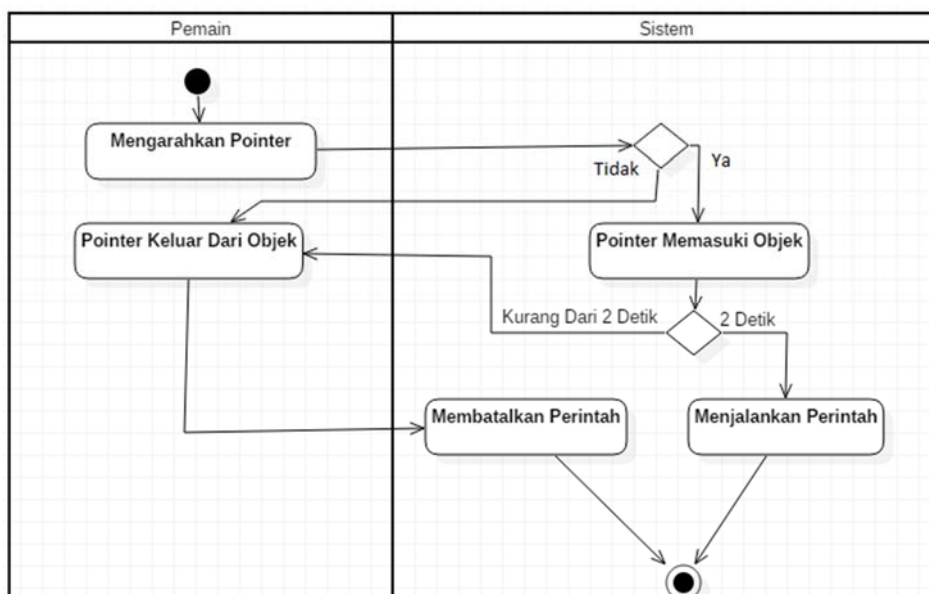 Pemain
Sistem
Mengarahkan Pointer
Tidak
Ya
Pointer Keluar Dari Objek
Pointer Memasuki Objek
Kurang Dari 2 Detik
2 Detik
Membatalkan Perintah
Menjalankan Perintah